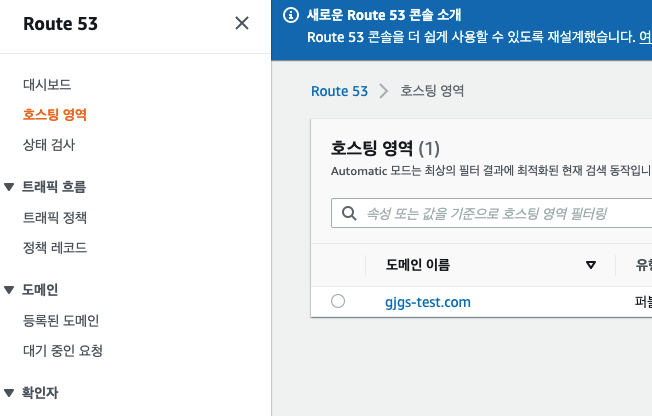 Route 53
대시보드
호스팅 영역
상태 검사
트래픽 흐름
트래픽 정책
정책 레코드
도메인
등록된 도메인
대기 중인 요청
확인자
새로운 Route 53 콘솔 소개
Route 53 콘솔을 더 쉽게 사용할 수 있도록 재설계했습니다.
Route 53 > 호스팅 영역
호스팅 영역 (1)
Automatic 모드는 최상의 필터 결과에 최적화된 현재 검색 동작입니
속성 또는 값을 기준으로 호스팅 영역 필터링
도메인 이름
gjgs-test.com